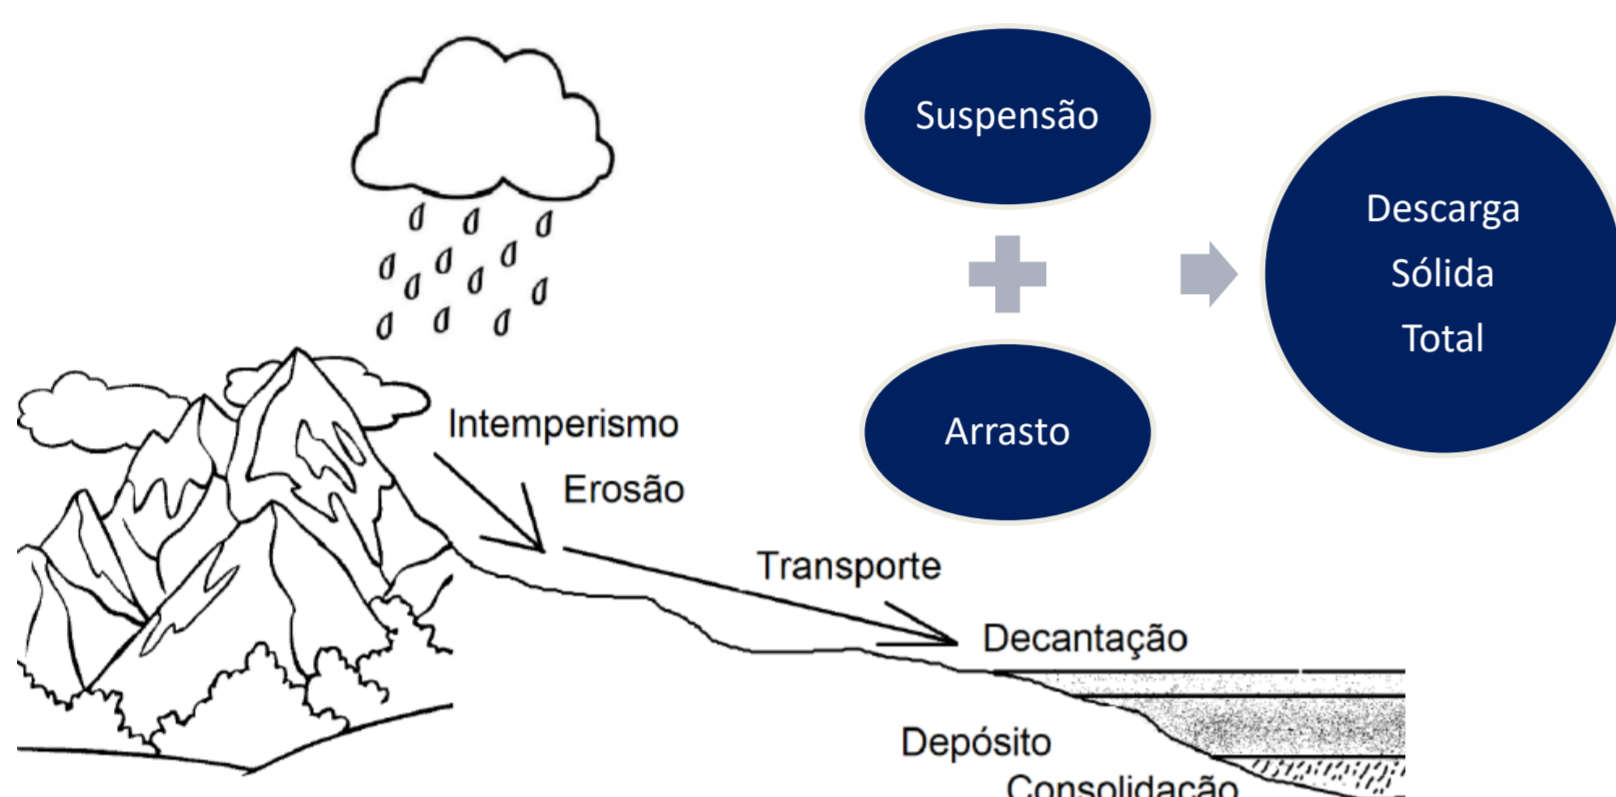 Suspensão
Arrasto
Descarga
Sólida
Total
Intemperismo
Erosão
Transporte
Decantação
Depósito
Consolidação